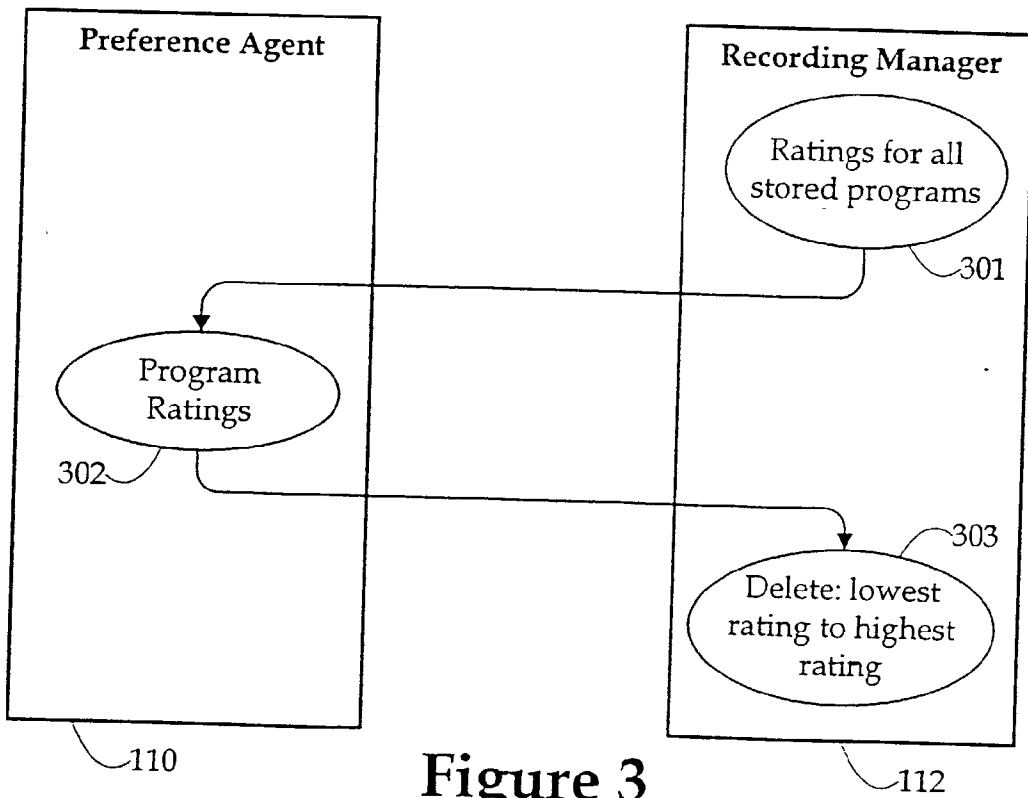 Preference Agent
Recording Manager
Ratings for all
stored programs
301
Program
Ratings
302
303
Delete: lowest
rating to highest
rating
110
112
Figure 3